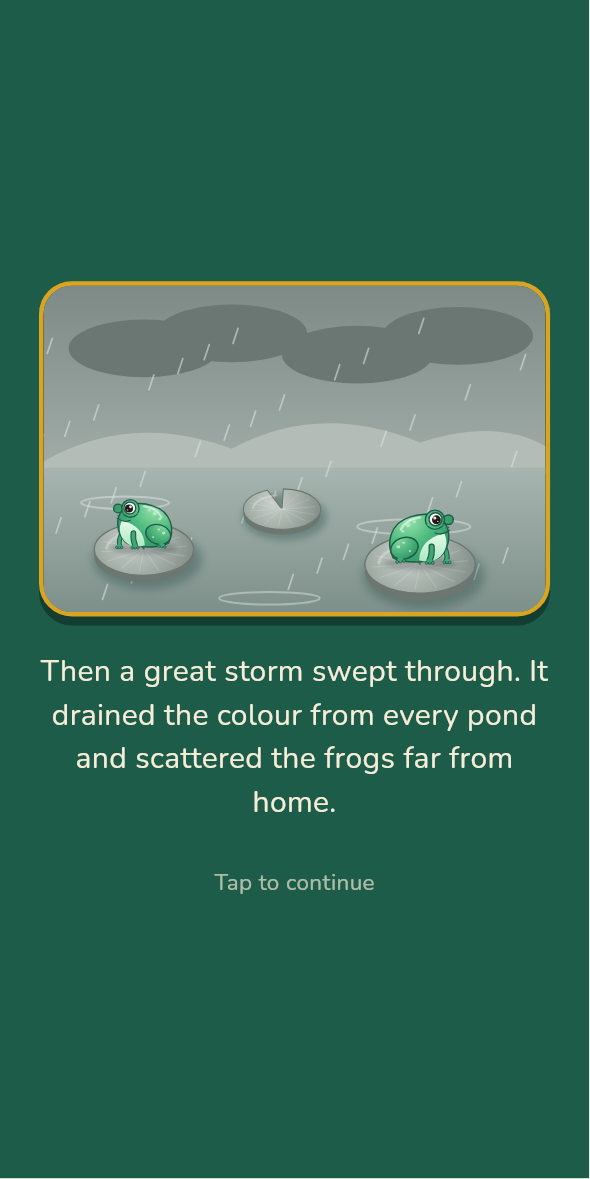 Then a great storm swept through. It
drained the colour from every pond
and scattered the frogs far from
home.
Tap to continue